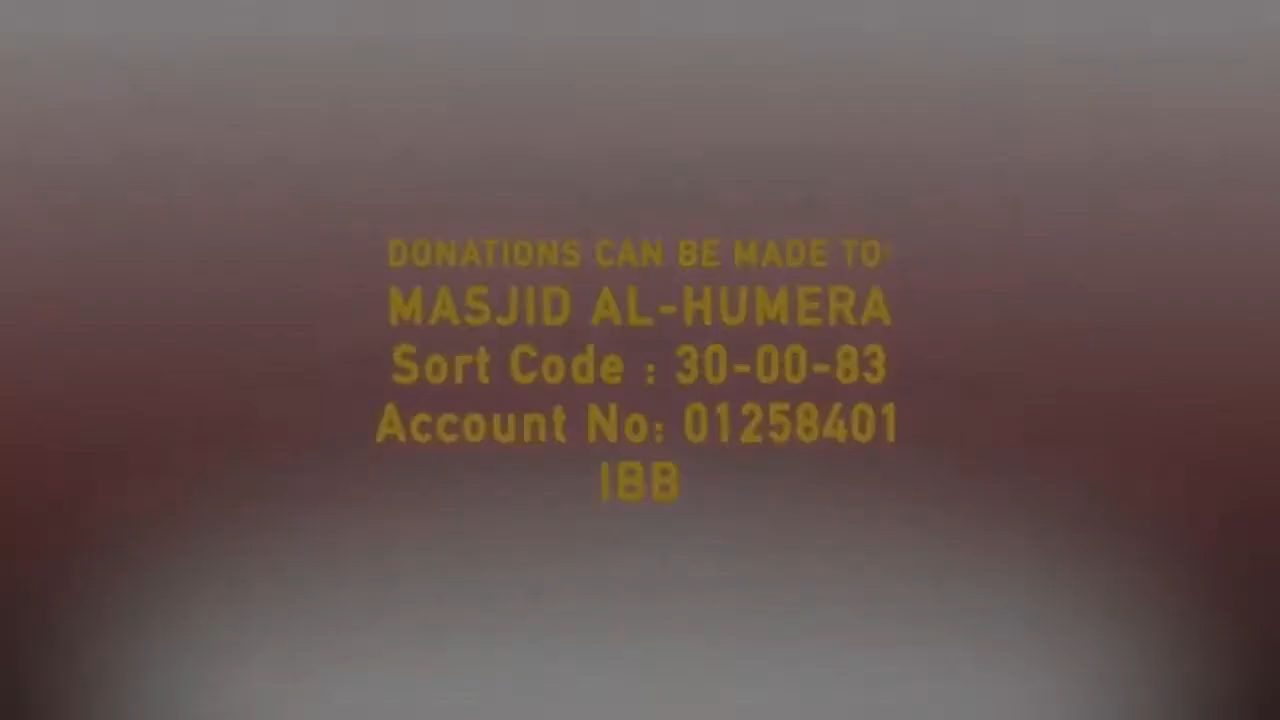 DONATIONS CAN BE MADE TO:
MASJID AL-HUMERA
Sort Code : 30-00-83
Account No: 01258401
IBB